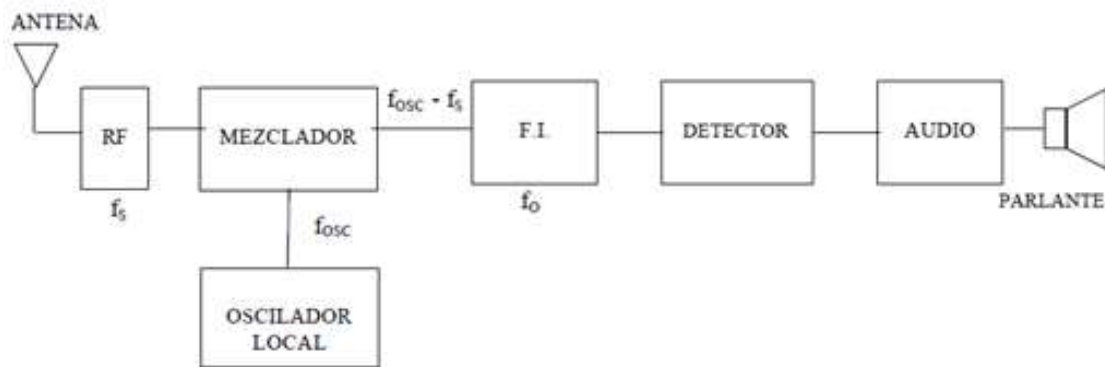 ANTENA
RF
MEZCLADOR
fosc - fs
F.I.
DETECTOR
AUDIO
fs
fo
PARLANTE
fosc
OSCILADOR
LOCAL